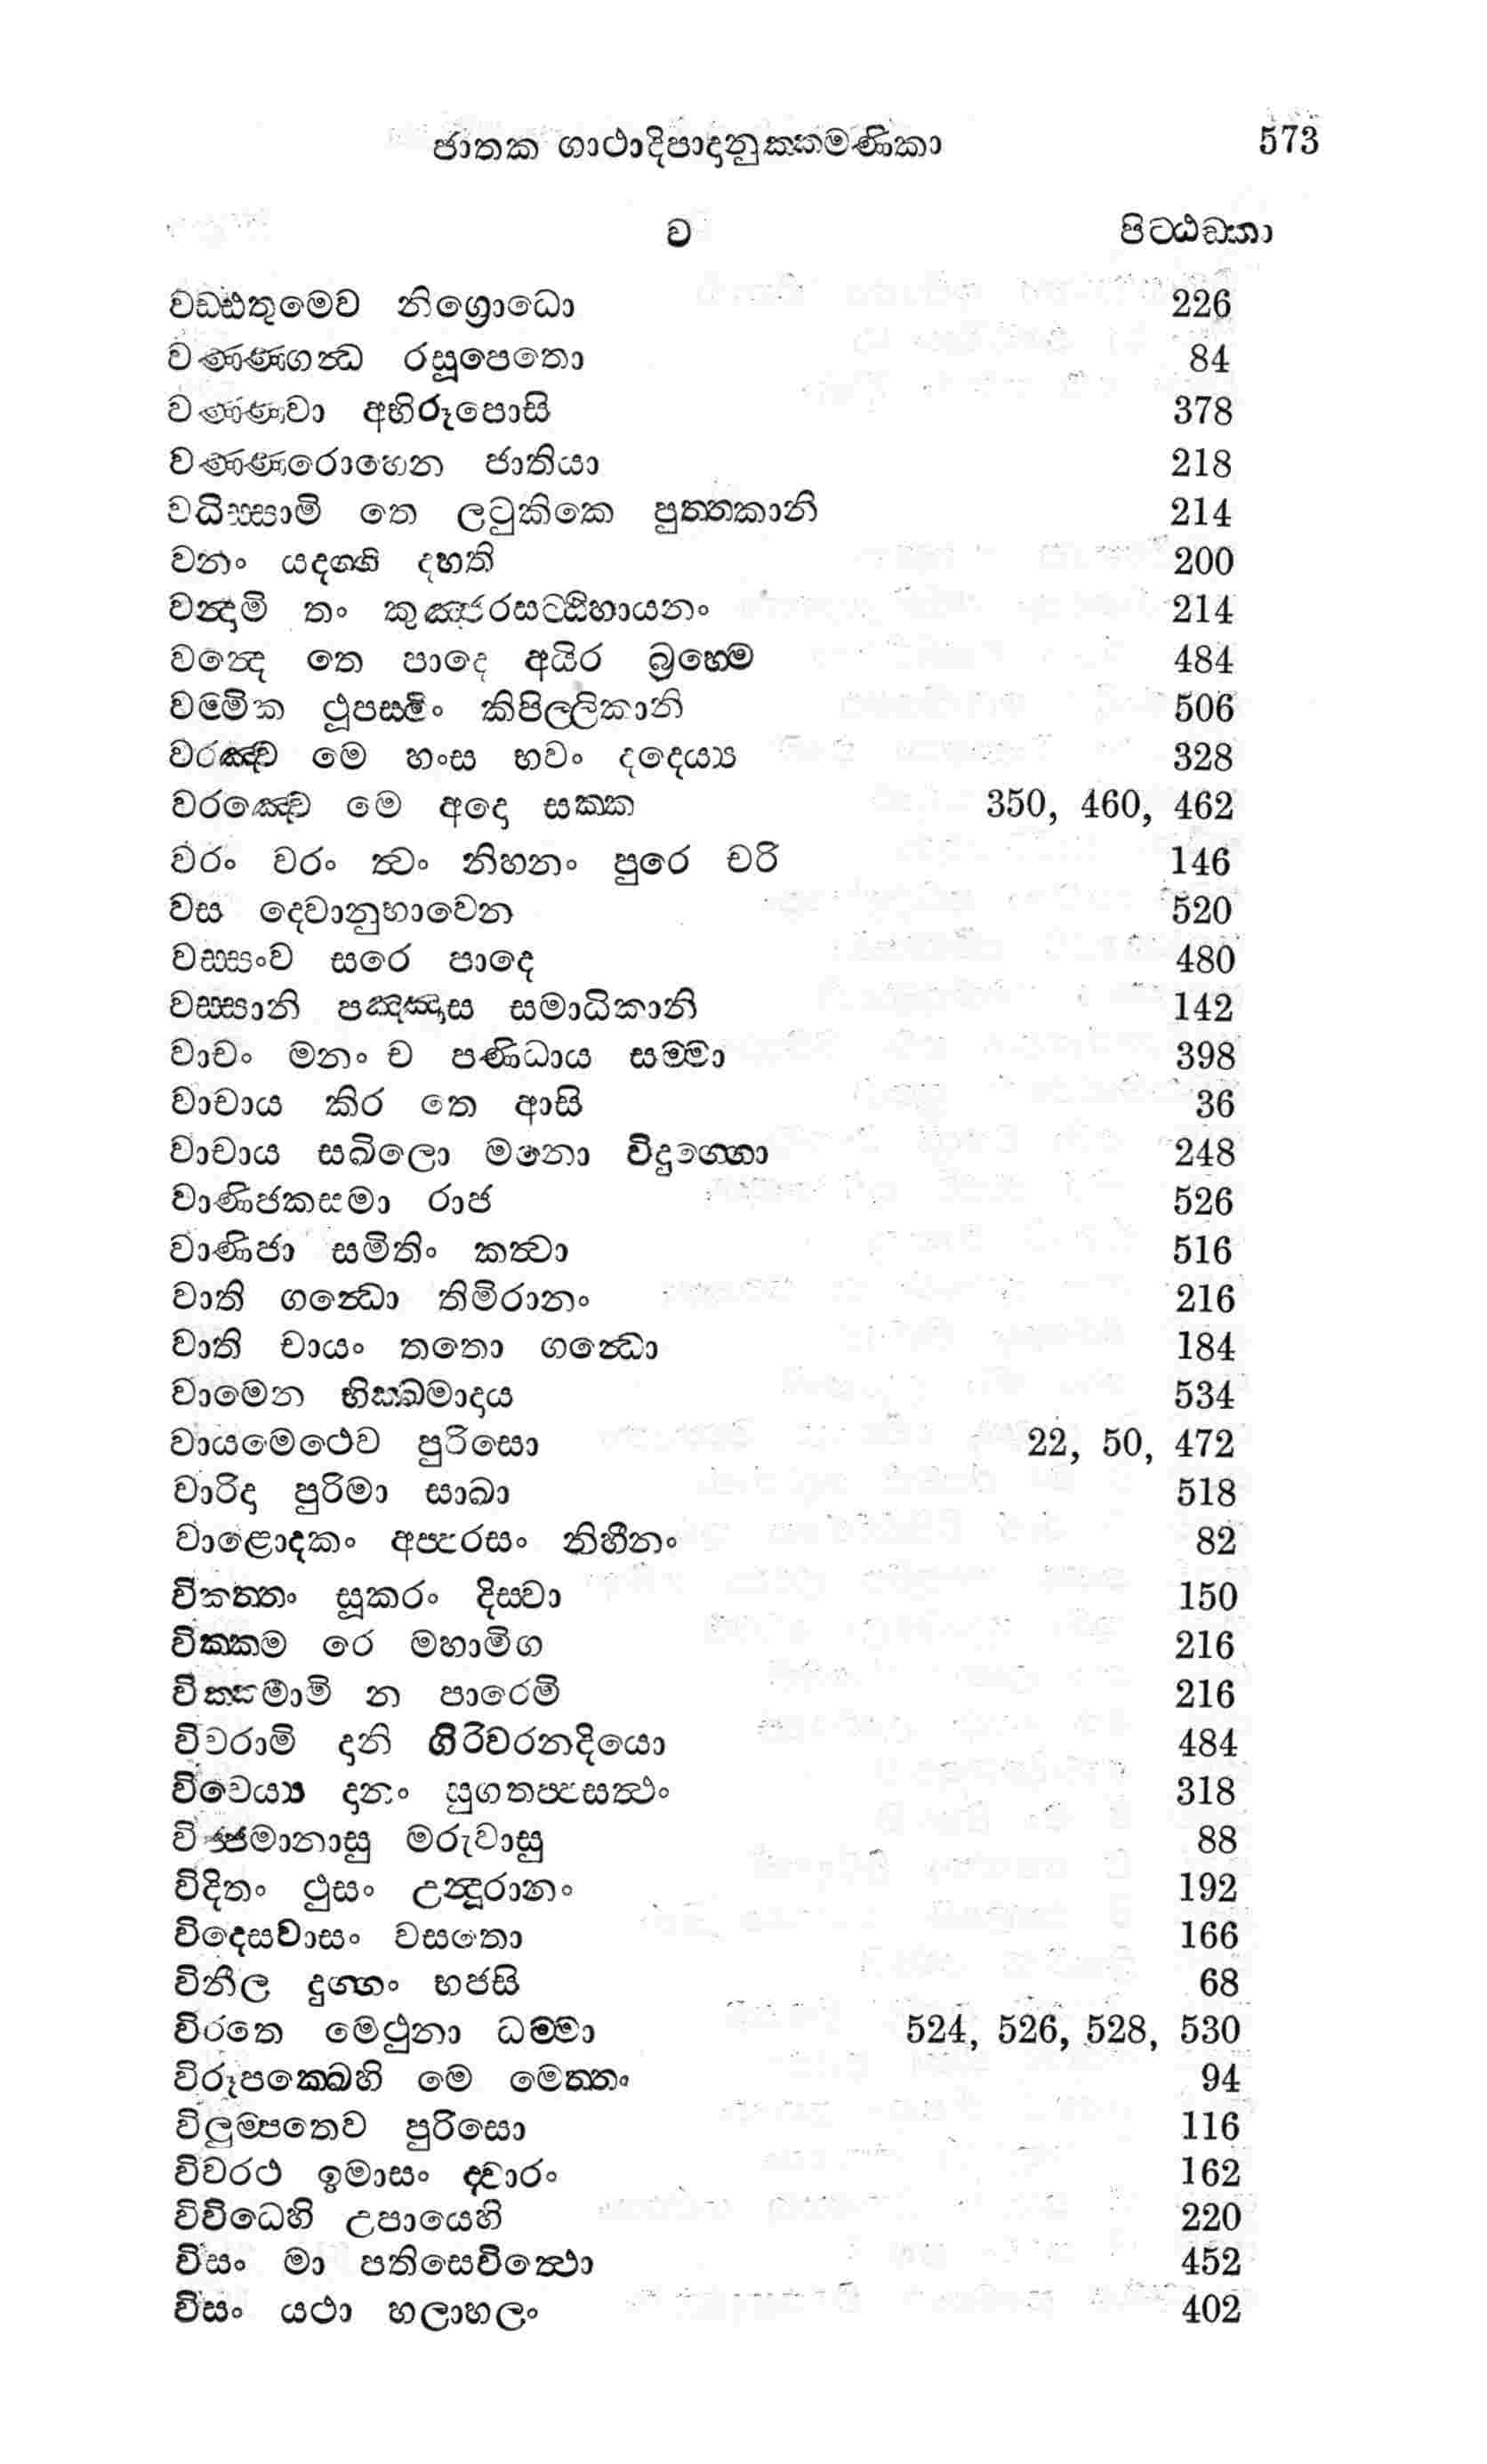 ජාතක ගාථාදිපාදානුක්කමණිකා 573
ව පිට්ඨඞ්කා
වඩ්ඪතුමෙව නිග්‍රොධො 226
වණ්ණගන්ධ රසූපෙතො 84
වණ්ණවා අභිරූපොසි 378
වණ්ණරොහෙන ජාතියා 218
වධිස්සාමි තෙ ලටුකිකෙ පුත්තකානි 214
වනං යදග්ගි දහති 200
වන්දාමි තං කුඤ්ජරසට්ඨිහායනං 214
වන්දෙ තෙ පාදෙ අයිර බ්‍රහ්මෙ 484
වම්මික ථූපස්මිං කිපිල්ලිකානි 506
වරඤ්ච මෙ හංස භවං දදෙය්‍ය 328
වරඤ්චෙ මෙ අදො සක්ක 350, 460, 462
වරං වරං ත්වං නිහනං පුරෙ චරි 146
වස දෙවානුභාවෙන 520
වස්සංව සරෙ පාදෙ 480
වස්සානි පඤ්ඤාස සමාධිකානි 142
වාචං මනං ච පණිධාය සම්මා 398
වාචාය කිර තෙ ආසි 36
වාචාය සඛිලො මනො විදුග්ගො 248
වාණිජකසමා රාජ 526
වාණිජා සමිතිං කත්වා 516
වාති ගන්ධො තිමිරානං 216
වාති චායං තතො ගන්ධො 184
වාමෙන භික්ඛමාදාය 534
වායමෙථෙව පුරිසො 22, 50, 472
වාරිදා පුරිමා සාඛා 518
වාළොදකං අප්පරසං නිහීනං 82
විකත්තං සූකරං දිස්වා 150
වික්කම රෙ මහාමිග 216
වික්කමාමි න පාරෙමි 216
විචරාමි දානි ගිරිවරනදියො 484
විචෙය්‍ය දානං සුගතප්පසත්ථං 318
විජ්ජමානාසු මරුවාසු 88
විදිතං ථුසං උන්දූරානං 192
විදෙසවාසං වසතො 166
විනීල දුග්ගං භජසි 68
විරතෙ මෙථුනා ධම්මා 524, 526, 528, 530
විරූපක්ඛෙහි මෙ මෙත්තං 94
විලුම්පතෙව පුරිසො 116
විවරථ ඉමාසං ද්වාරං 162
විවිධෙහි උපායෙහි 220
විසං මා පතිසෙවිත්ථො 452
විසං යථා හලාහලං 402